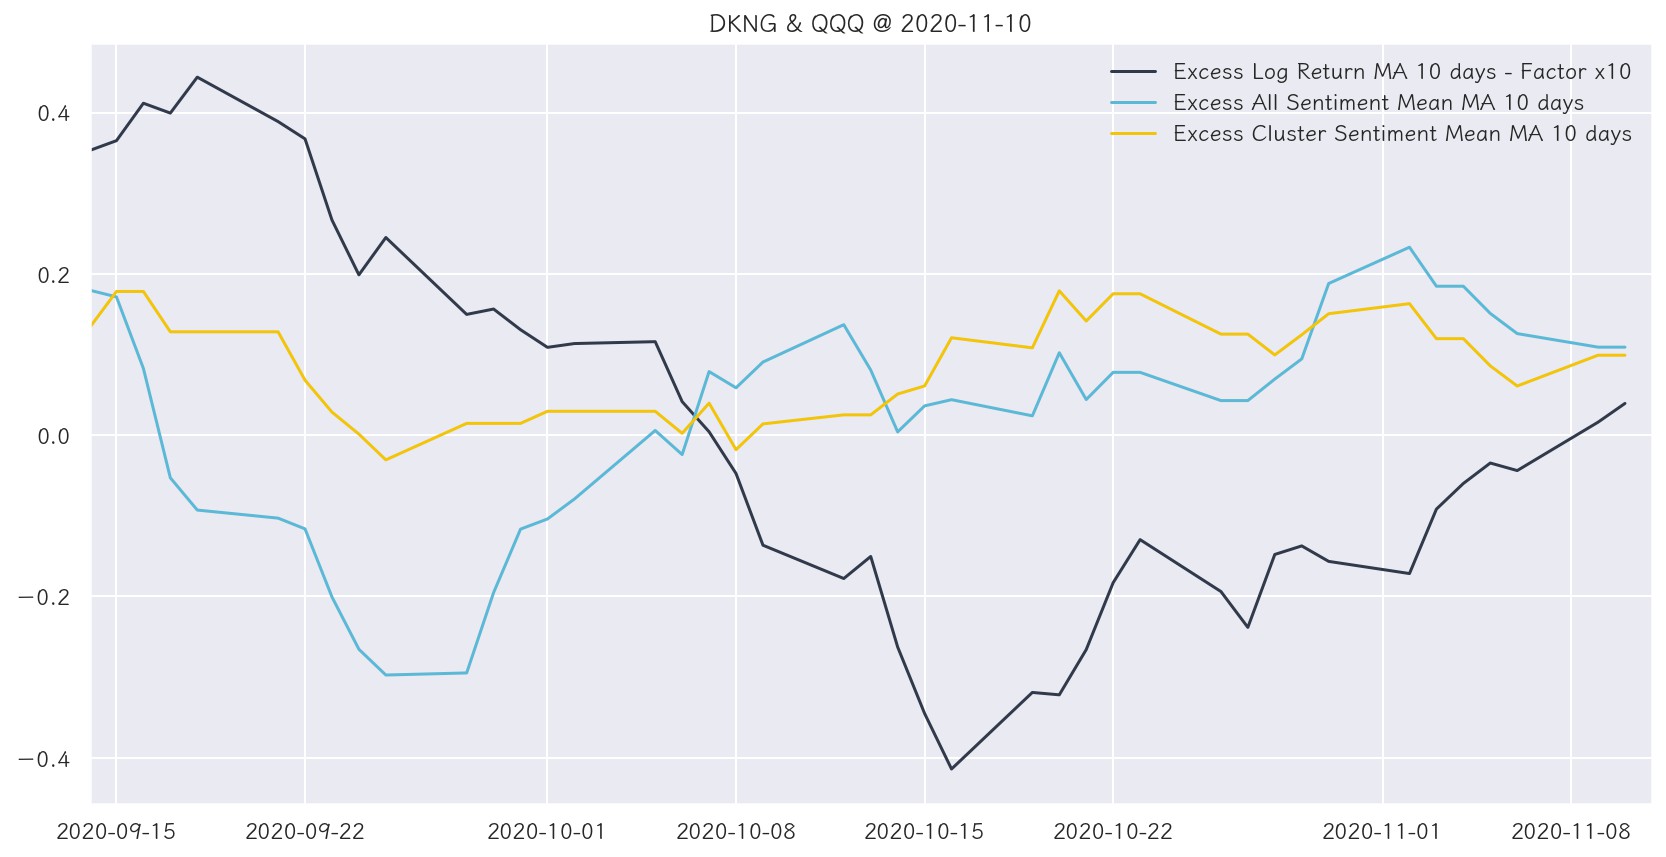 DKNG & QQQ @ 2020-11-10
Excess Log Return MA 10 days - Factor x10
Excess All Sentiment Mean MA 10 days
Excess Cluster Sentiment Mean MA 10 days
0.4
0.2
0.0
−0.2
−0.4
2020-09-15 2020-09-22 2020-10-01 2020-10-08 2020-10-15 2020-10-22 2020-11-01 2020-11-08